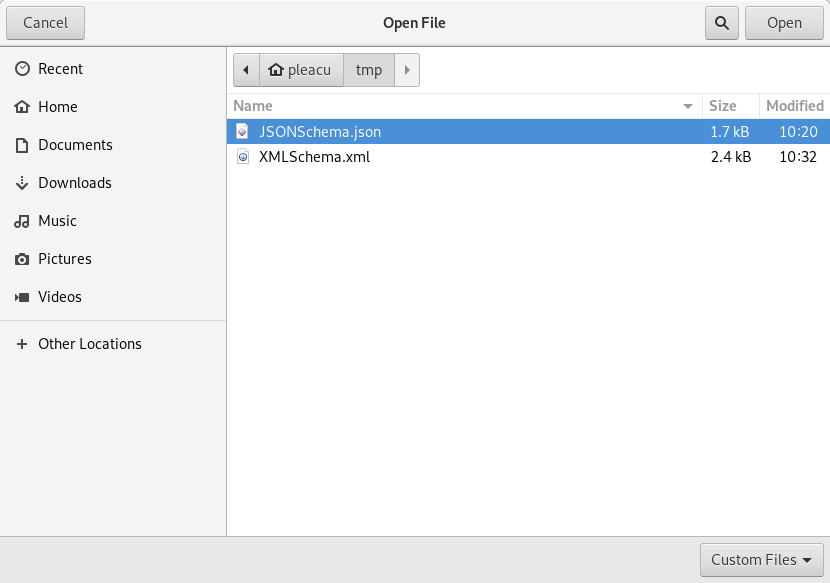 Cancel
Open File
Open
Recent
Home
Documents
Downloads
Music
Pictures
Videos
Other Locations
pleacu
tmp
Name Size Modified
JSONSchema.json 1.7 kB 10:20
XMLSchema.xml 2.4 kB 10:32
Custom Files